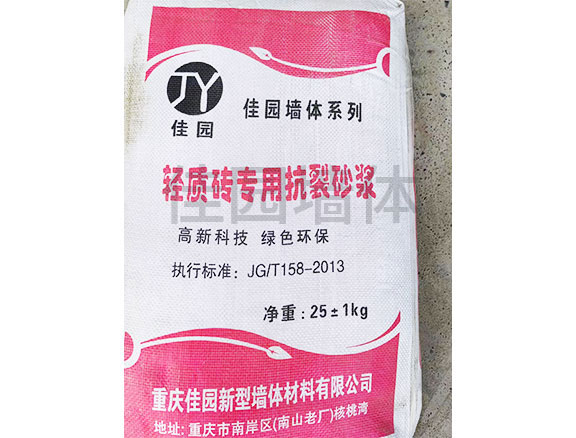 JY
佳园
佳园墙体系列
轻质砖专用抗裂砂浆
佳园墙体
高新科技 绿色环保
执行标准：JG/T158-2013
净重：25±1kg
重庆佳园新型墙体材料有限公司
地址：重庆市南岸区(南山老厂)核桃湾